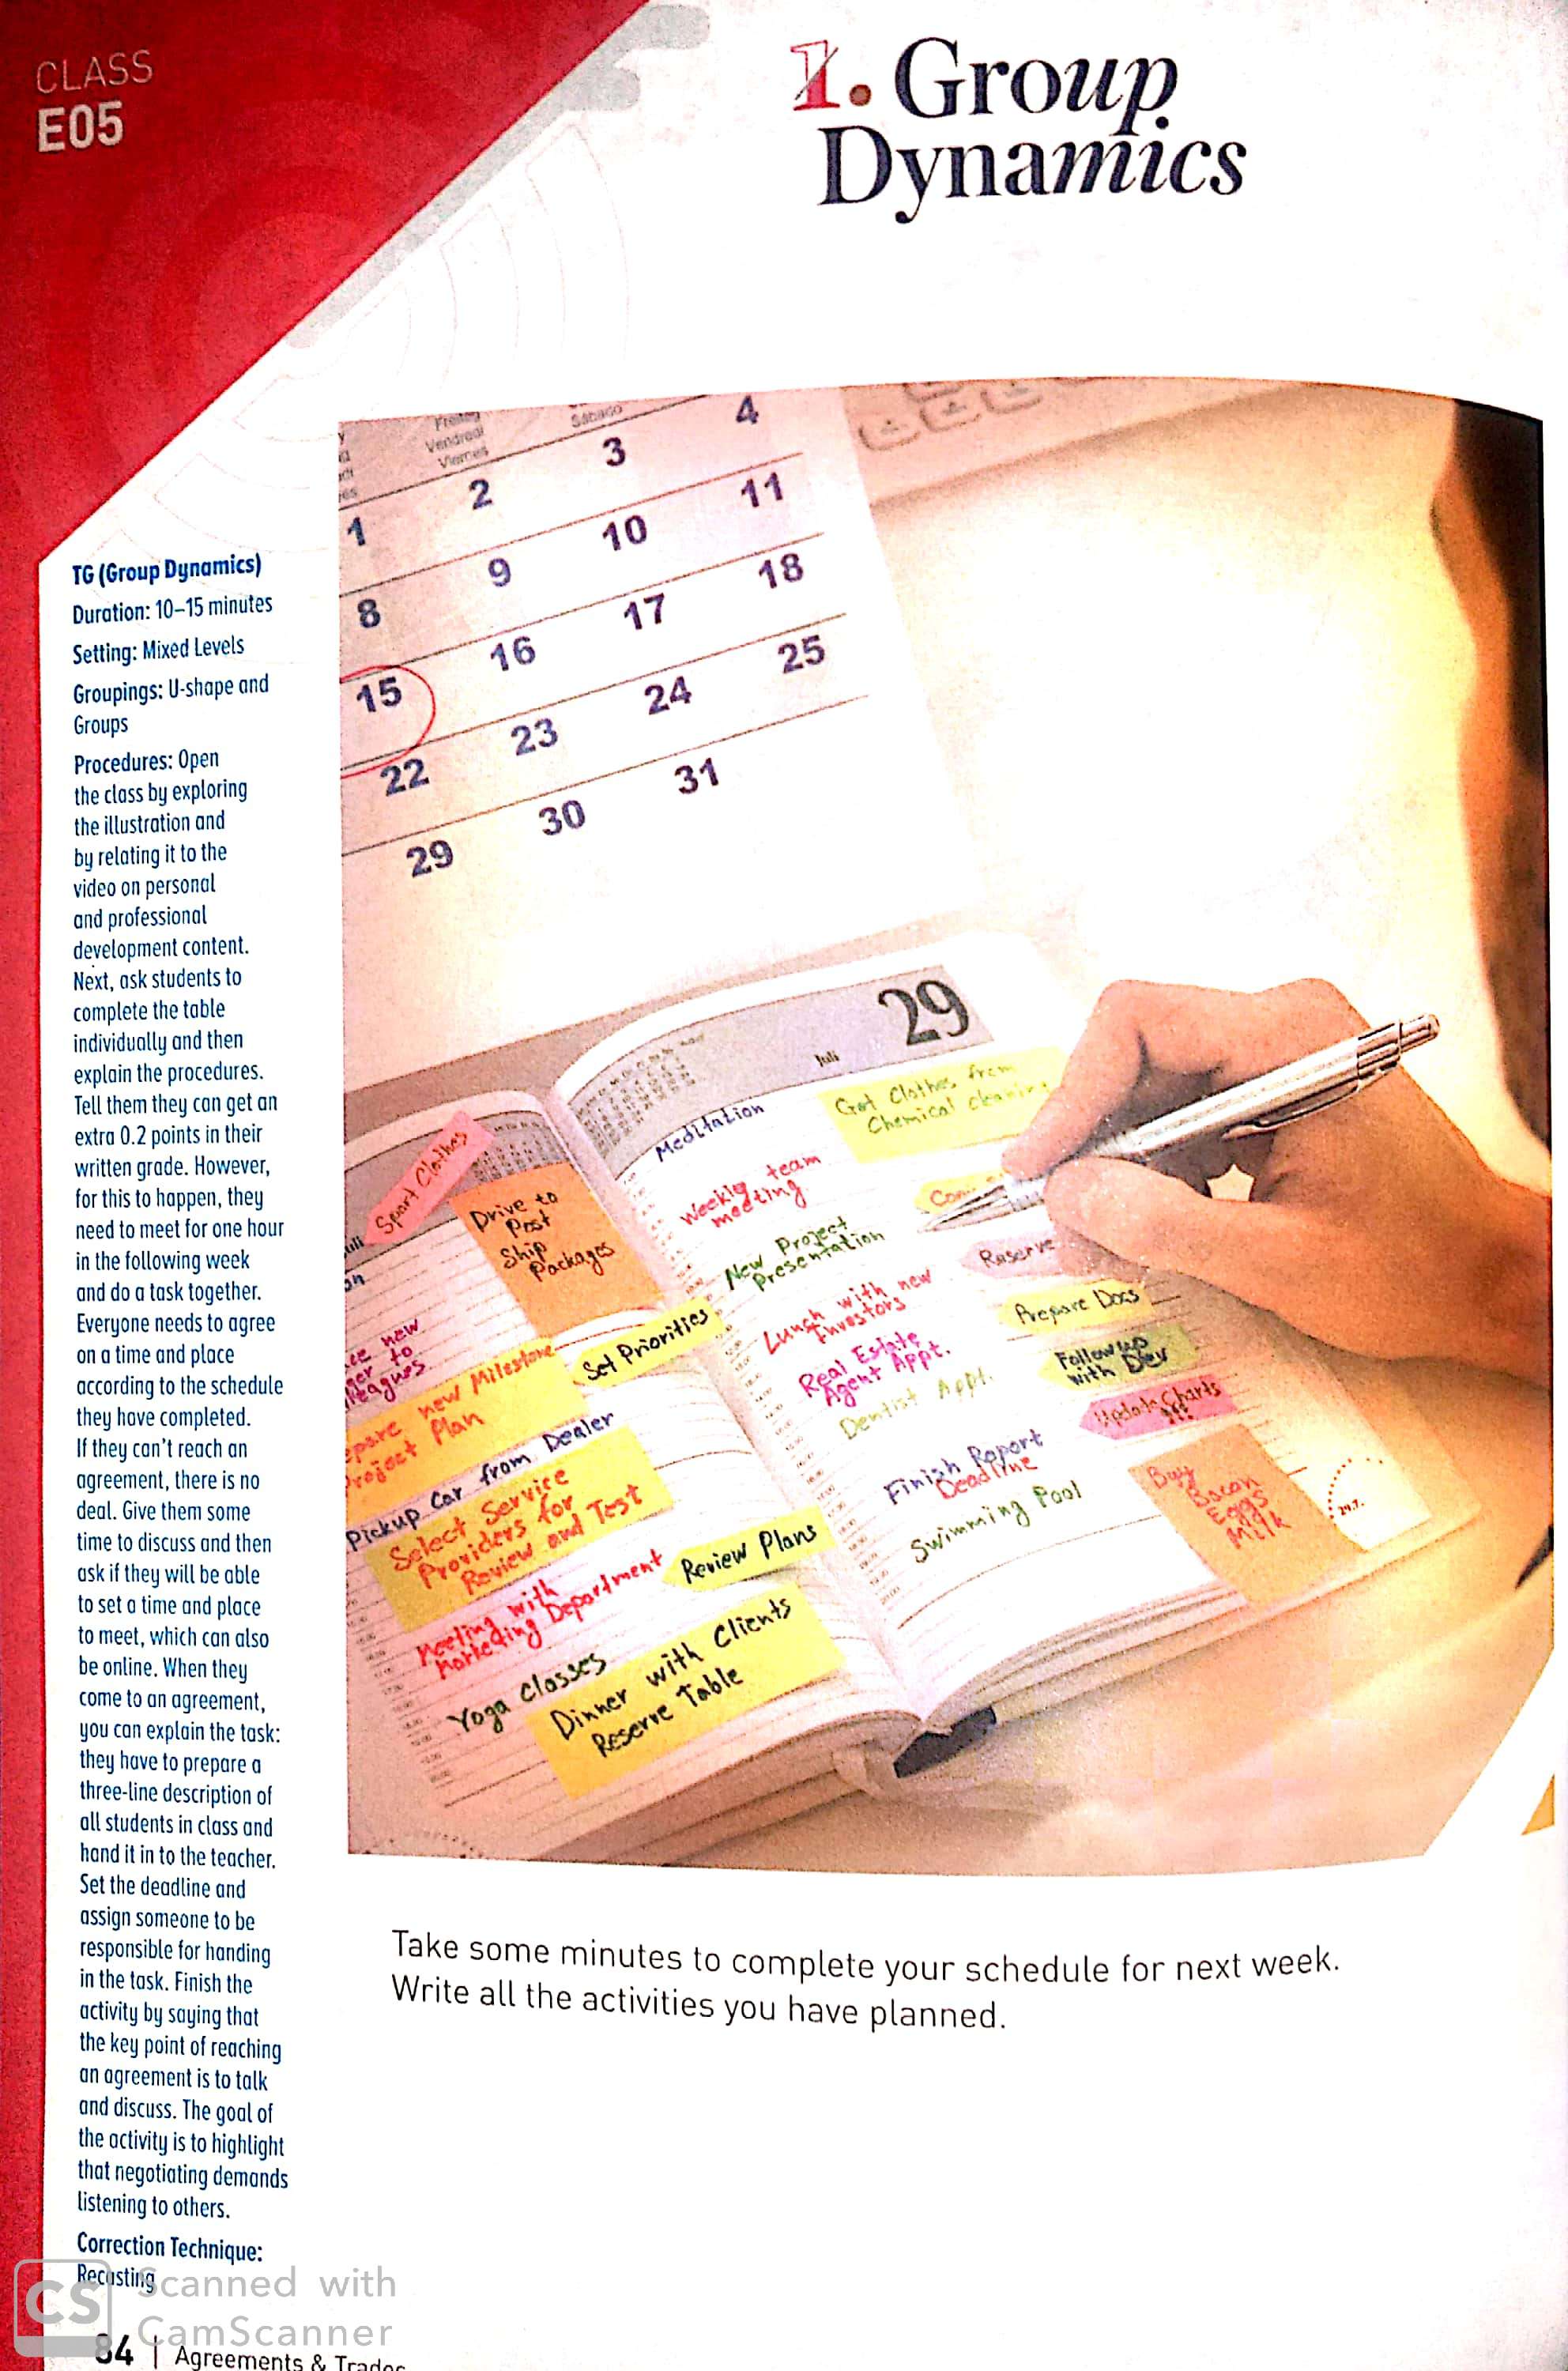 CLASS
E05
1. Group
Dynamics
TG (Group Dynamics)
Duration: 10–15 minutes
Setting: Mixed Levels
Groupings: U-shape and
Groups
Procedures: Open
the class by exploring
the illustration and
by relating it to the
video on personal
and professional
development content.
Next, ask students to
complete the table
individually and then
explain the procedures.
Tell them they can get an
extra 0.2 points in their
written grade. However,
for this to happen, they
need to meet for one hour
in the following week
and do a task together.
Everyone needs to agree
on a time and place
according to the schedule
they have completed.
If they can't reach an
agreement, there is no
deal. Give them some
time to discuss and then
ask if they will be able
to set a time and place
to meet, which can also
be online. When they
come to an agreement,
you can explain the task:
they have to prepare a
three-line description of
all students in class and
hand it in to the teacher.
Set the deadline and
assign someone to be
responsible for handing
in the task. Finish the
activity by saying that
the key point of reaching
an agreement is to talk
and discuss. The goal of
the activity is to highlight
that negotiating demands
listening to others.
Correction Technique:
Recasting
Freitag
Vendredi
Viernes
Sábado
1 2 3 4
8 9 10 11
15 16 17 18
22 23 24 25
29 30 31
Sport Clothes
Drive to
Post
Ship
Packages
new
to
Set Priorities
new Milestone
Project Plan
Pickup Car from Dealer
Select Service
Providers for
Review and Test
Meeting with
Marketing Department
Review Plans
Yoga Classes
Dinner with Clients
Reserve Table
Juli
29
Meditation
Get Clothes from
Chemical cleaning
Weekly team
meeting
New Project
Presentation
Reserve
Lunch with new
Investors
Prepare Docs
Real Estate
Agent Appt.
Follow up
with Dev
Dentist Appt.
Update Charts
!!!
Finish Report
Deadline
Swimming Pool
Buy
Bacon
Eggs
Milk
29.7.
Take some minutes to complete your schedule for next week.
Write all the activities you have planned.
CS
Scanned with
CamScanner
84 | Agreements & Trades